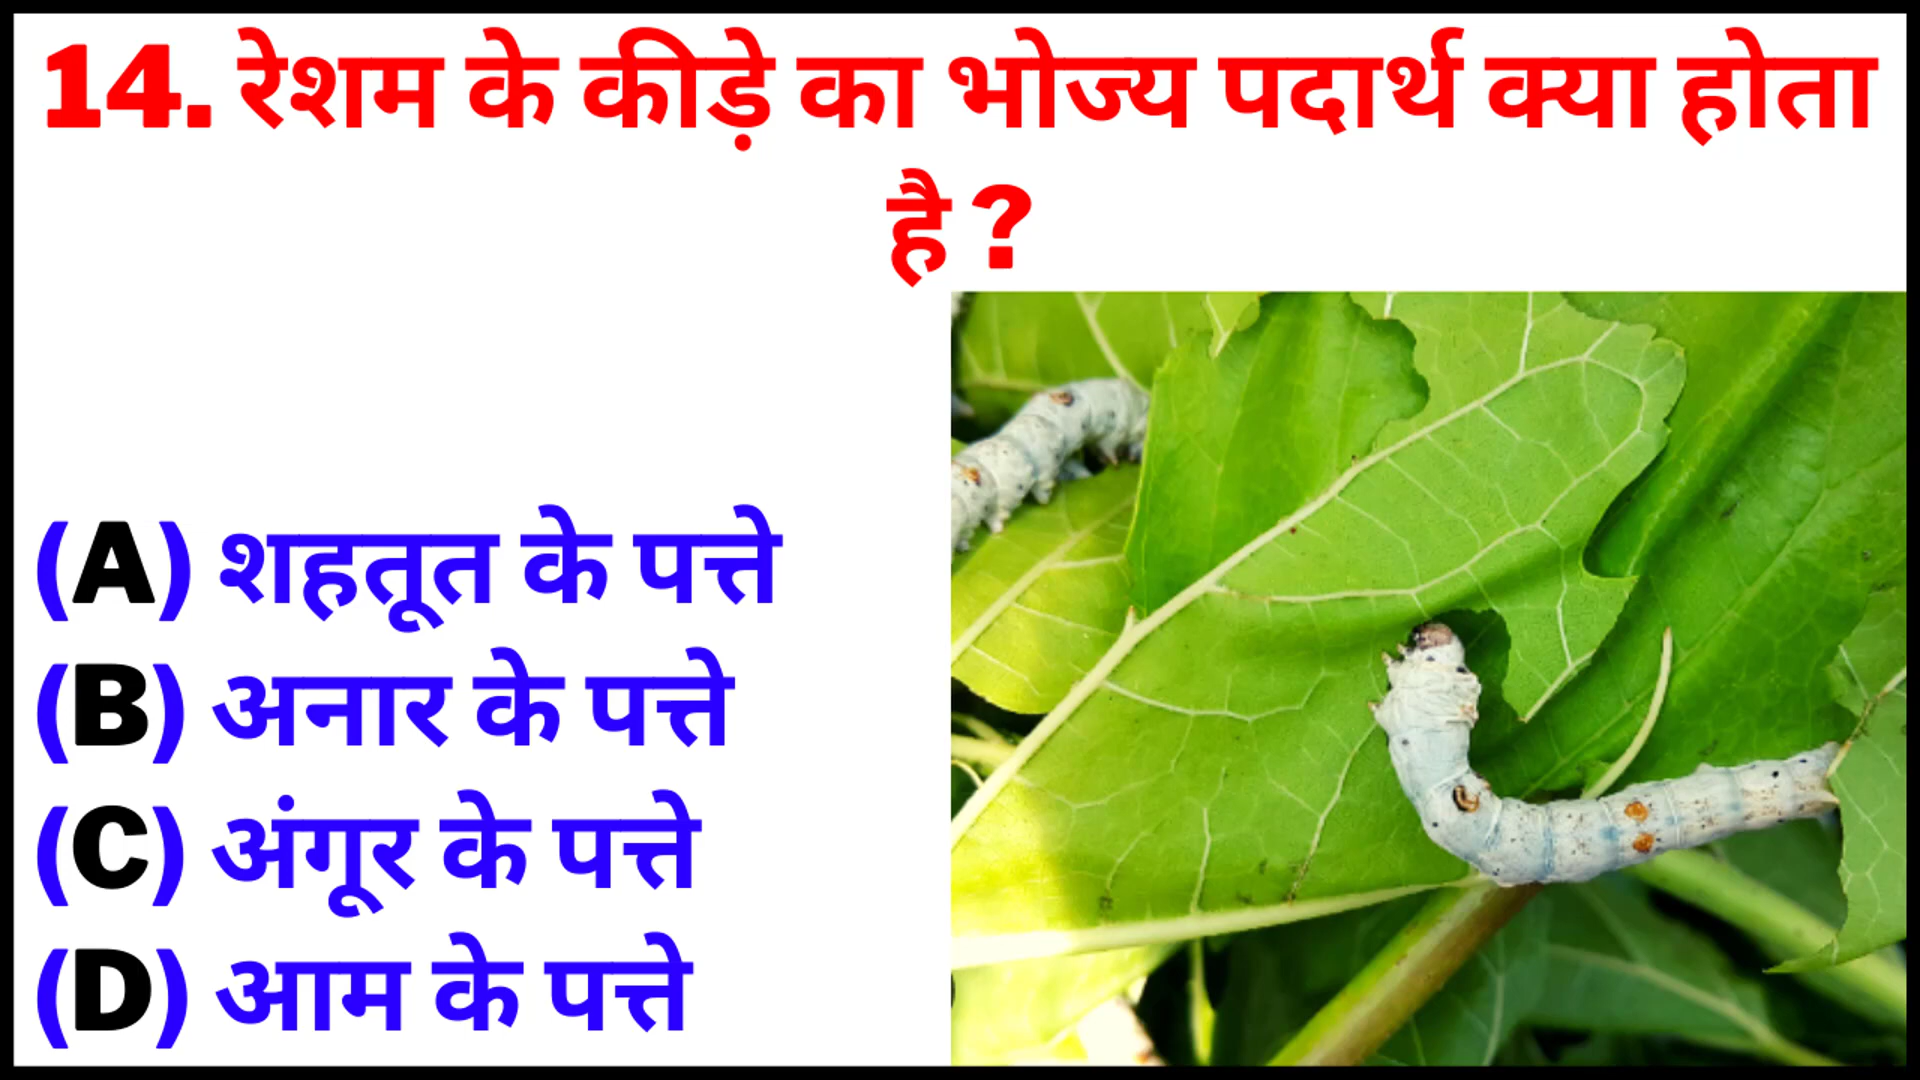 14. रेशम के कीड़े का भोज्य पदार्थ क्या होता
है ?
(A) शहतूत के पत्ते
(B) अनार के पत्ते
(C) अंगूर के पत्ते
(D) आम के पत्ते